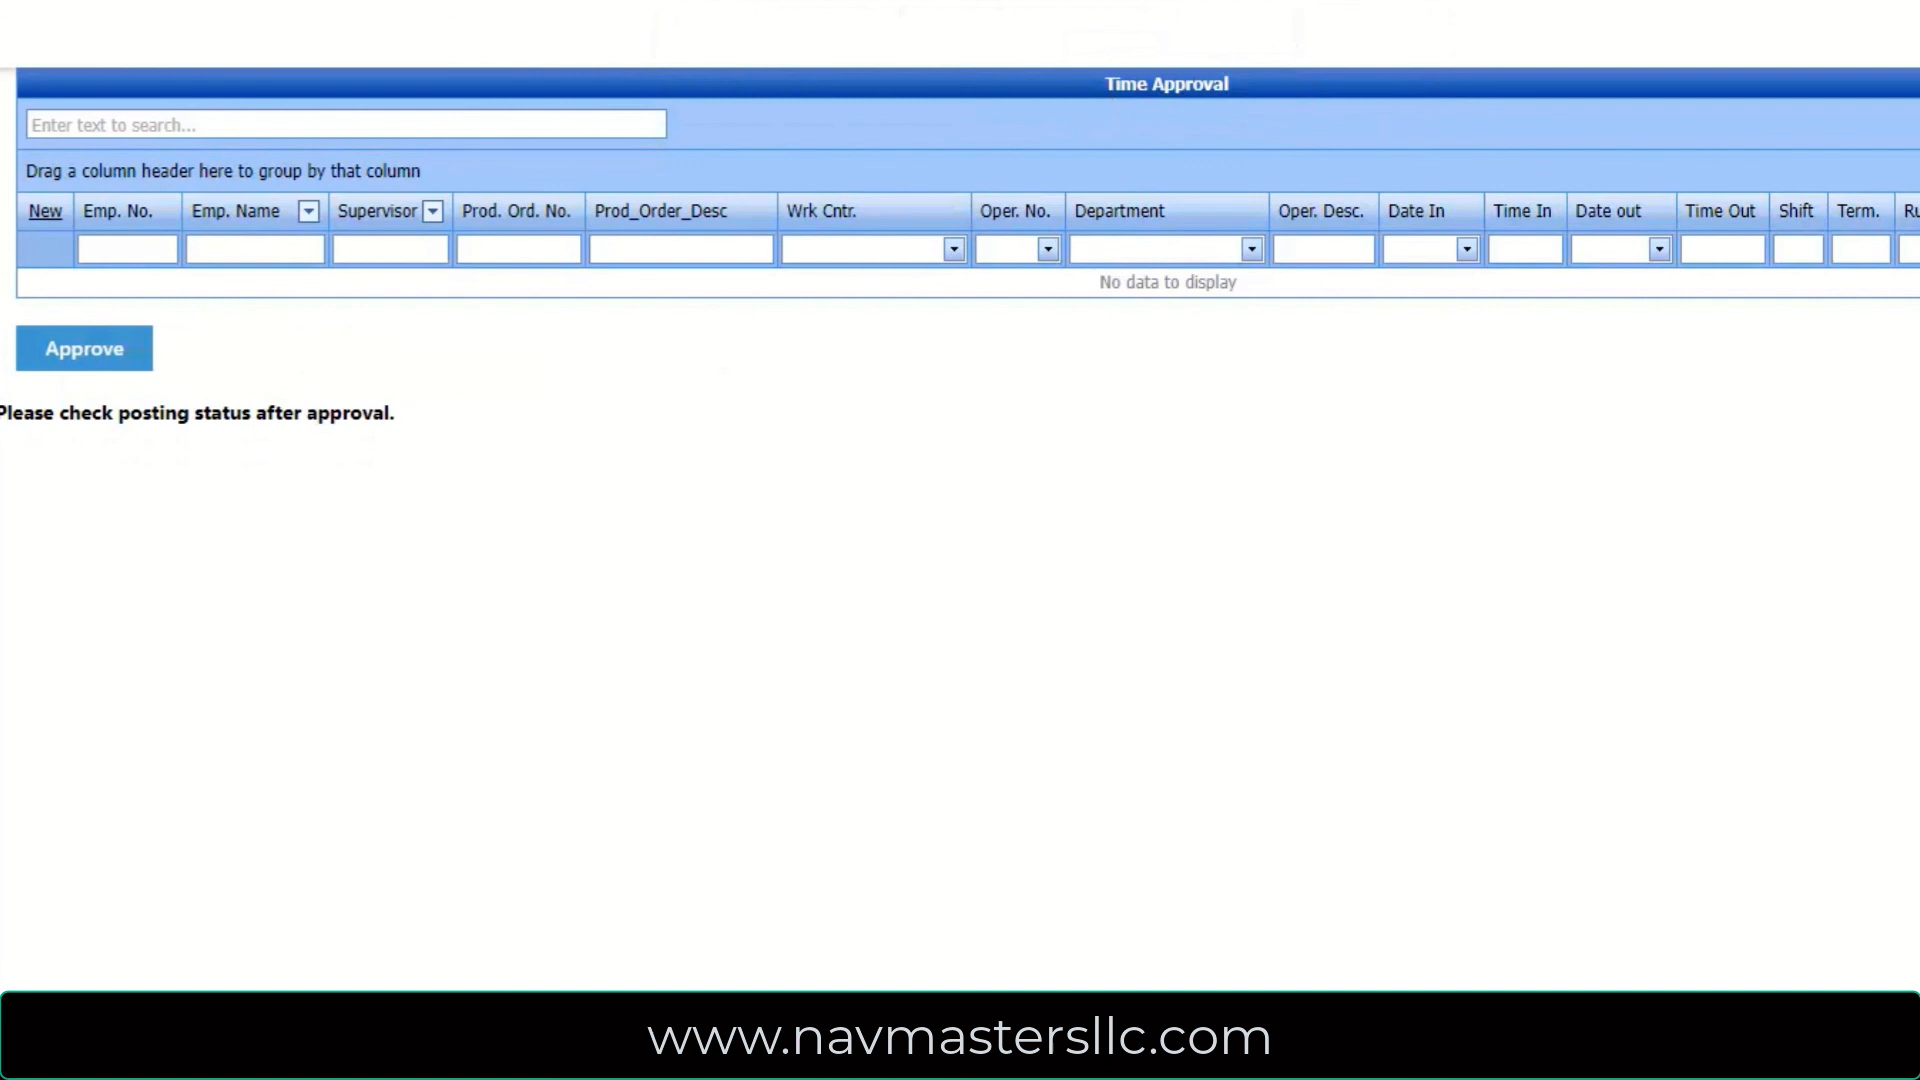 Time Approval
Enter text to search...
Drag a column header here to group by that column
New Emp. No. Emp. Name Supervisor Prod. Ord. No. Prod_Order_Desc Wrk Cntr. Oper. No. Department Oper. Desc. Date In Time In Date out Time Out Shift Term. Ru
No data to display
Approve
Please check posting status after approval.
www.navmastersllc.com